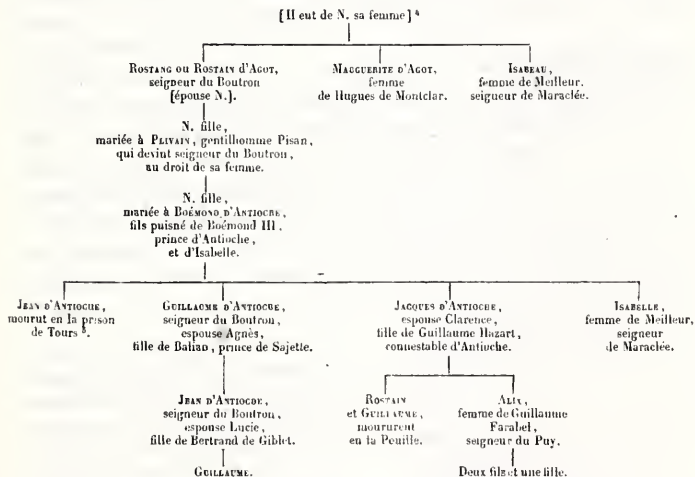 [Il eut de N. sa femme] ⁴
Rostang ou Rostain d'Agot,
seigneur du Boutron
[épouse N.].
Marguerite d'Agot,
femme
de Hugues de Montclar.
Isabeau,
femme de Meilleur.
seigneur de Maraclée.
N. fille,
mariée à Plivain, gentilhomme Pisan,
qui devint seigneur du Boutron,
au droit de sa femme.
N. fille,
mariée à Boémond d'Antioche,
fils puisné de Boémond III,
prince d'Antioche,
et d'Isabelle.
Jean d'Antioche,
mourut en la prison
de Tours ⁵.
Guillaume d'Antioche,
seigneur du Boutron,
espouse Agnès,
fille de Balian, prince de Sajette.
Jacques d'Antioche,
espouse Clarence,
fille de Guillaume Hazart,
connestable d'Antioche.
Isabelle,
femme de Meilleur,
seigneur
de Maraclée.
Jean d'Antioche,
seigneur du Boutron,
espouse Lucie,
fille de Bertrand de Giblet.
Rostain
et Guillaume,
moururent
en la Pouille.
Alix,
femme de Guillaume
Farabel,
seigneur du Puy.
Guillaume.
Deux fils et une fille.